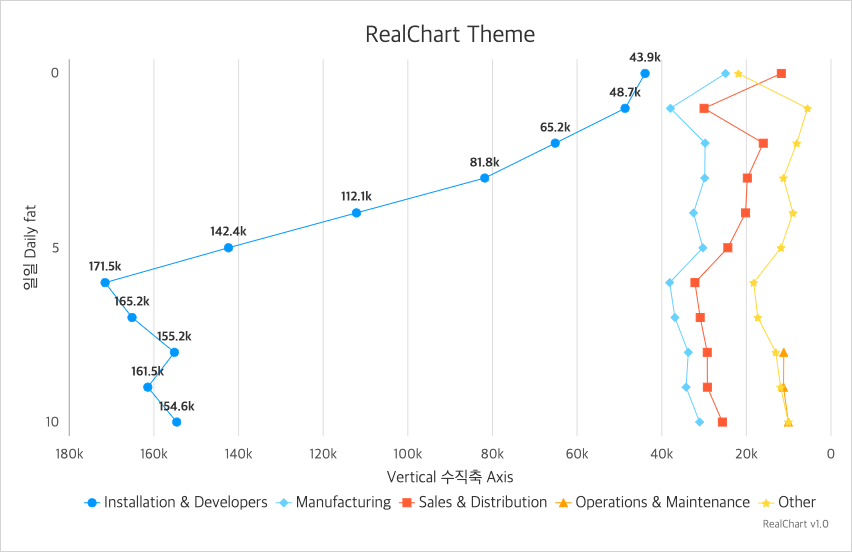 RealChart Theme
43.9k
0
48.7k
65.2k
81.8k
112.1k
일일 Daily fat
142.4k
5
171.5k
165.2k
155.2k
161.5k
154.6k
10
180k 160k 140k 120k 100k 80k 60k 40k 20k 0
Vertical 수직축 Axis
Installation & Developers Manufacturing Sales & Distribution Operations & Maintenance Other
RealChart v1.0